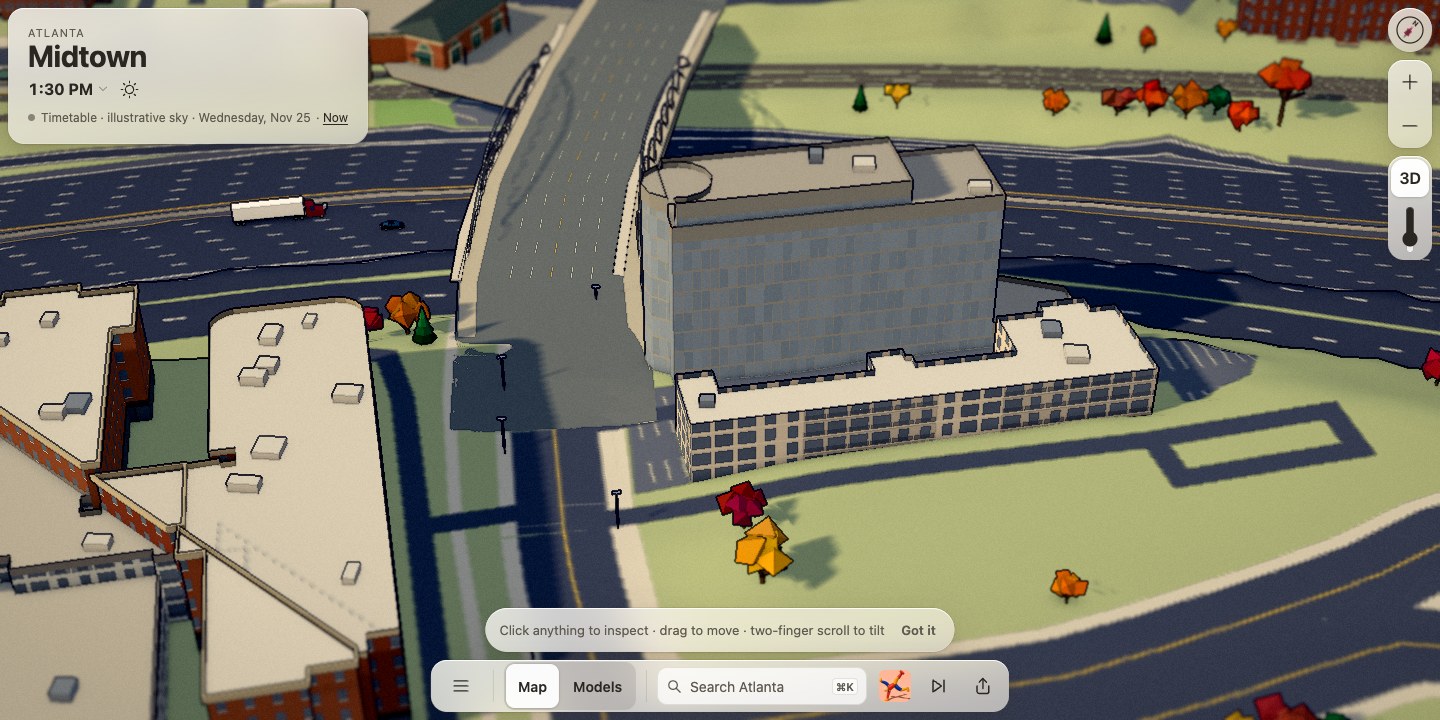 ATLANTA
Midtown
1:30 PM
Timetable · illustrative sky · Wednesday, Nov 25 · Now
3D
Click anything to inspect · drag to move · two-finger scroll to tilt Got it
Map Models Search Atlanta ⌘K